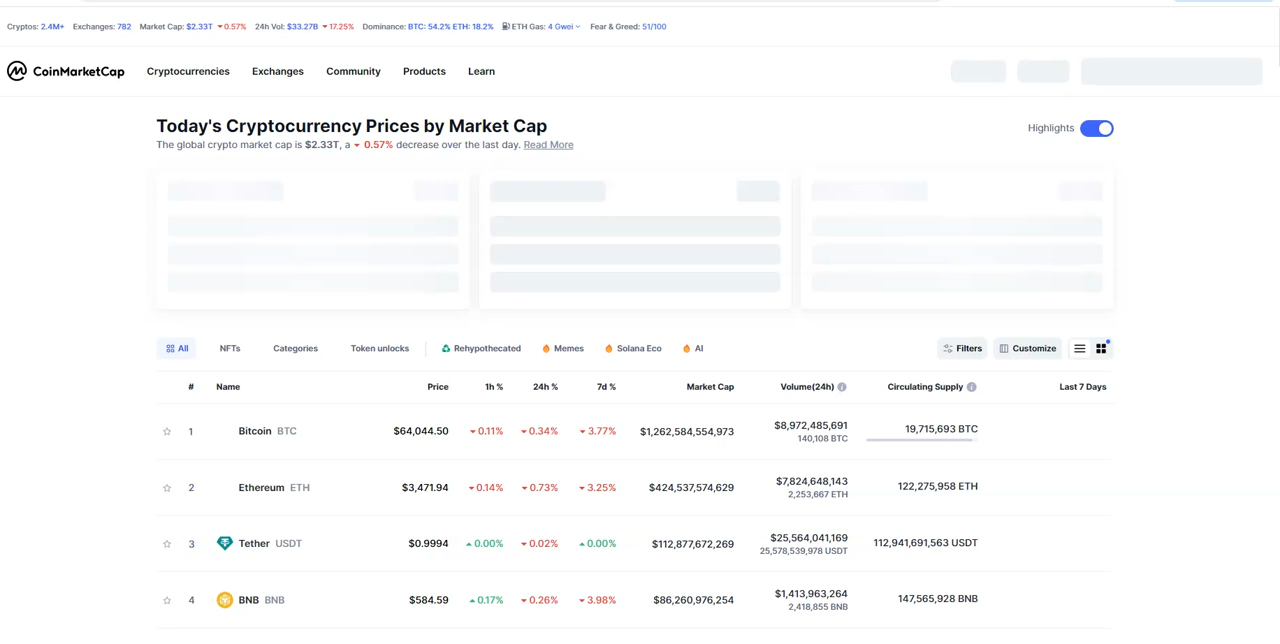 Cryptos: 2.4M+ Exchanges: 782 Market Cap: $2.33T 0.57% 24h Vol: $33.27B 17.25% Dominance: BTC: 54.2% ETH: 18.2% ETH Gas: 4 Gwei Fear & Greed: 51/100
CoinMarketCap Cryptocurrencies Exchanges Community Products Learn
Today's Cryptocurrency Prices by Market Cap
Highlights
The global crypto market cap is $2.33T, a 0.57% decrease over the last day. Read More
All NFTs Categories Token unlocks Rehypothecated Memes Solana Eco AI Filters Customize
# Name Price 1h % 24h % 7d % Market Cap Volume(24h) Circulating Supply Last 7 Days
1 Bitcoin BTC $64,044.50 0.11% 0.34% 3.77% $1,262,584,554,973 $8,972,485,691 19,715,693 BTC
140,108 BTC
2 Ethereum ETH $3,471.94 0.14% 0.73% 3.25% $424,537,574,629 $7,824,648,143 122,275,958 ETH
2,253,667 ETH
3 Tether USDT $0.9994 0.00% 0.02% 0.00% $112,877,672,269 $25,564,041,169 112,941,691,563 USDT
25,578,539,978 USDT
4 BNB BNB $584.59 0.17% 0.26% 3.98% $86,260,976,254 $1,413,963,264 147,565,928 BNB
2,418,855 BNB